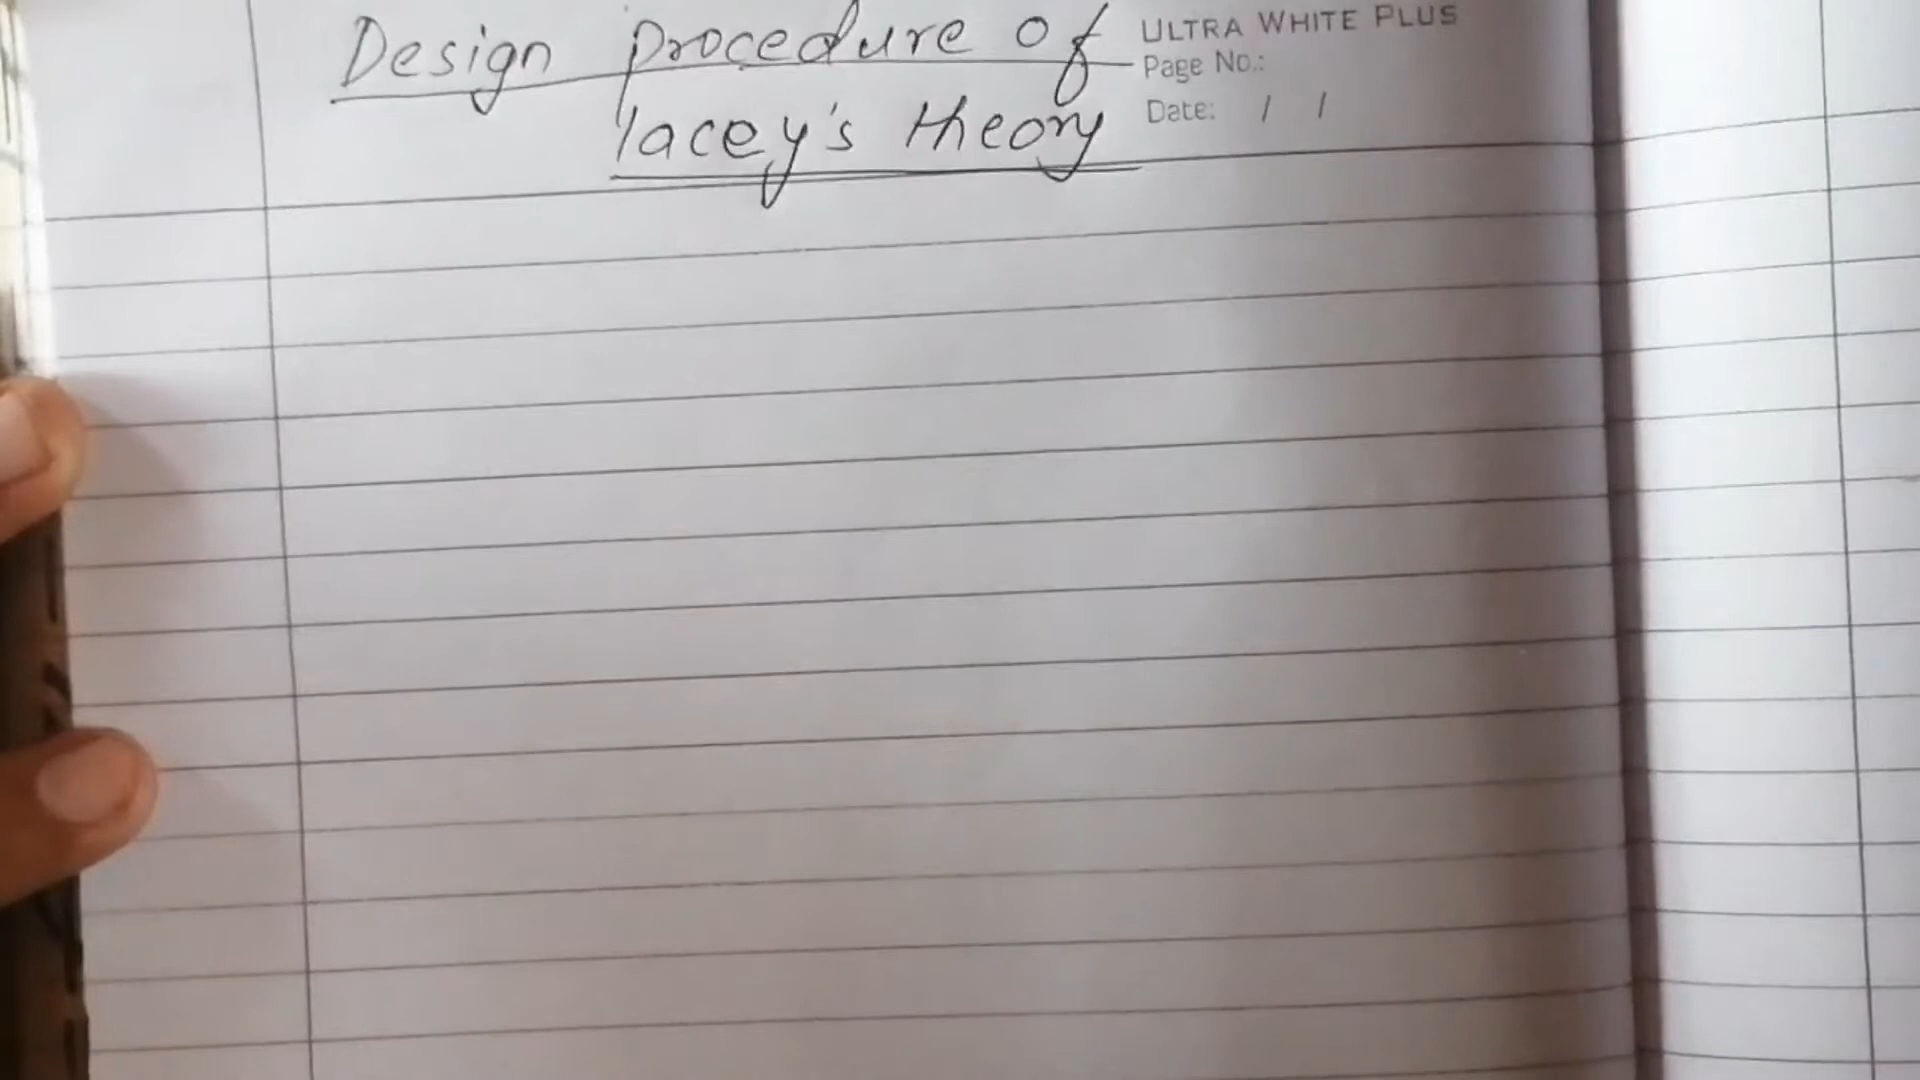 Design procedure of
lacey's theory
ULTRA WHITE PLUS
Page No.:
Date: / /